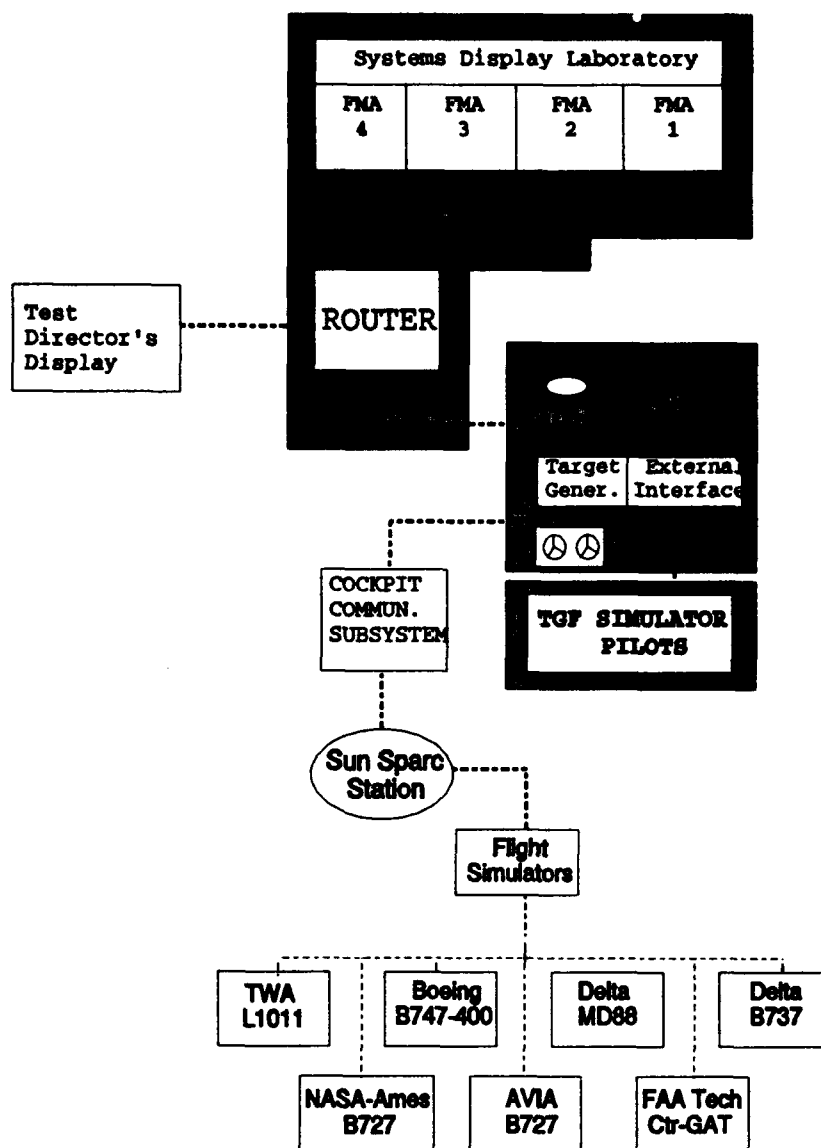 Systems Display Laboratory
FMA FMA FMA FMA
4 3 2 1
Test
Director's
Display
ROUTER
Target External
Gener. Interface
COCKPIT
COMMUN.
SUBSYSTEM
TGF SIMULATOR
PILOTS
Sun Sparc
Station
Flight
Simulators
TWA
L1011
Boeing
B747-400
Delta
MD88
Delta
B737
NASA-Ames
B727
AVIA
B727
FAA Tech
Ctr-GAT